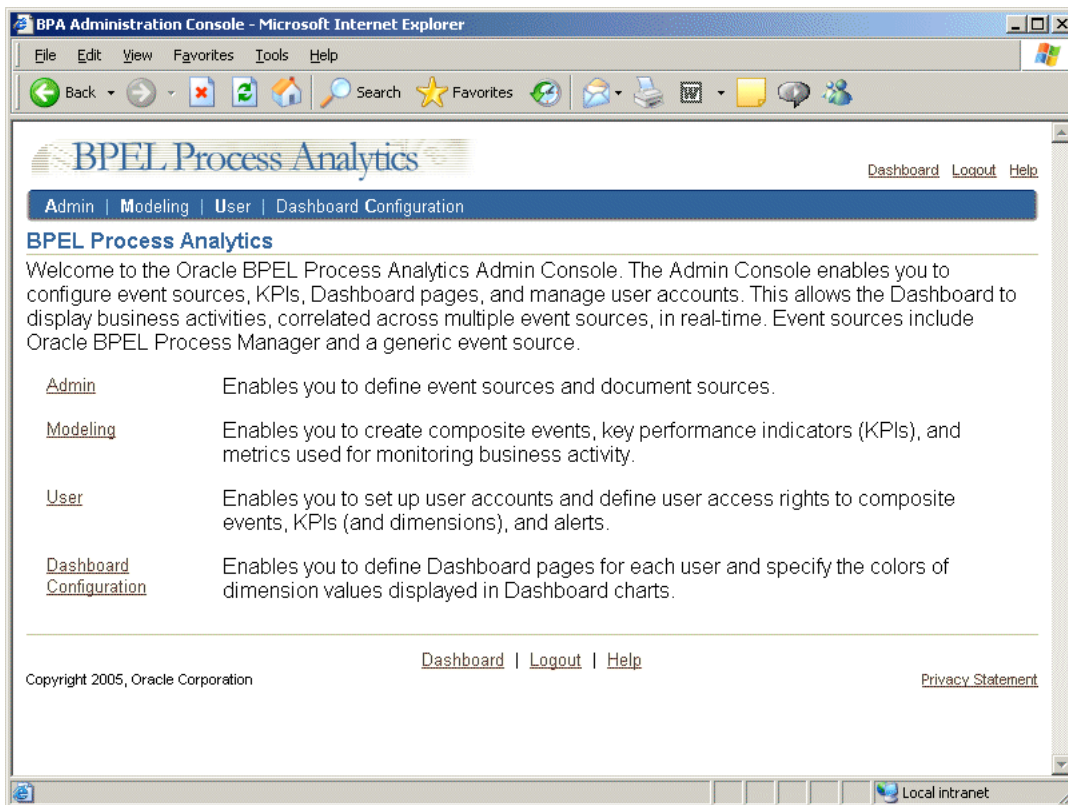 BPA Administration Console - Microsoft Internet Explorer
File Edit View Favorites Tools Help
Back Search Favorites
BPEL Process Analytics
Dashboard Logout Help
Admin | Modeling | User | Dashboard Configuration
BPEL Process Analytics
Welcome to the Oracle BPEL Process Analytics Admin Console. The Admin Console enables you to
configure event sources, KPIs, Dashboard pages, and manage user accounts. This allows the Dashboard to
display business activities, correlated across multiple event sources, in real-time. Event sources include
Oracle BPEL Process Manager and a generic event source.
Admin Enables you to define event sources and document sources.
Modeling Enables you to create composite events, key performance indicators (KPIs), and
metrics used for monitoring business activity.
User Enables you to set up user accounts and define user access rights to composite
events, KPIs (and dimensions), and alerts.
Dashboard Enables you to define Dashboard pages for each user and specify the colors of
Configuration dimension values displayed in Dashboard charts.
Dashboard | Logout | Help
Copyright 2005, Oracle Corporation Privacy Statement
Local intranet